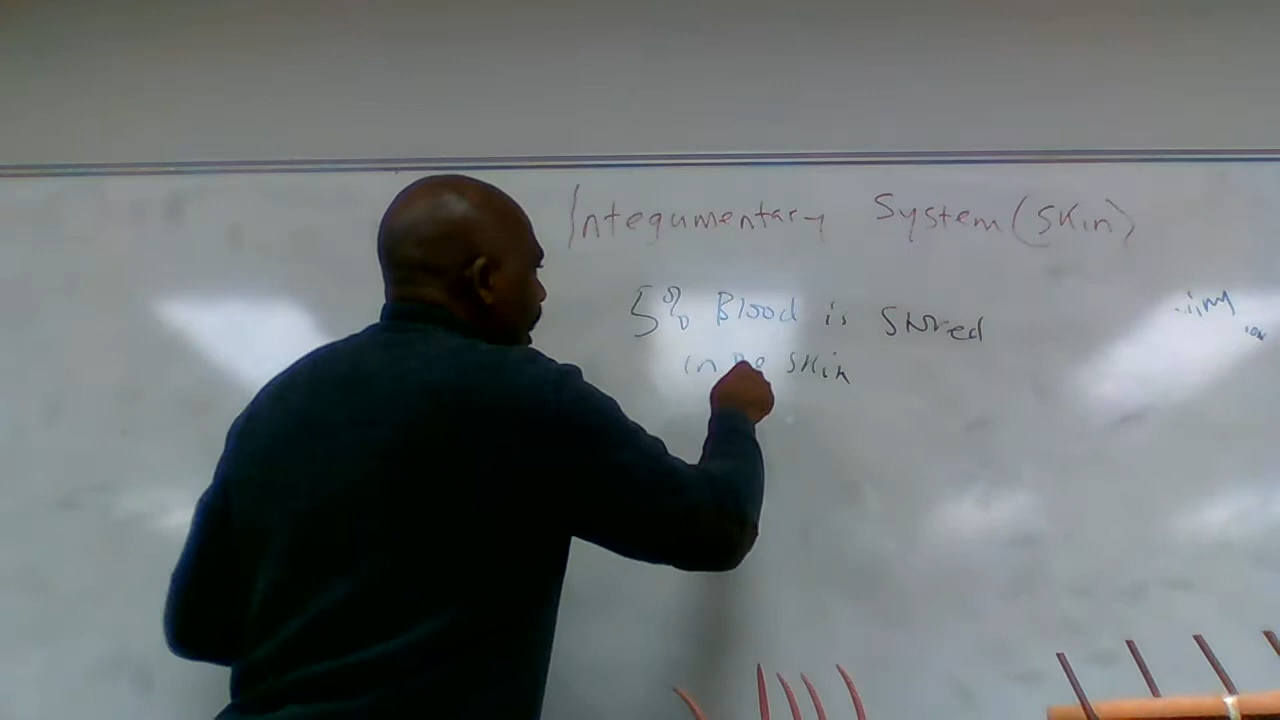 Integumentary System (Skin)
5% Blood is Stored
in the Skin